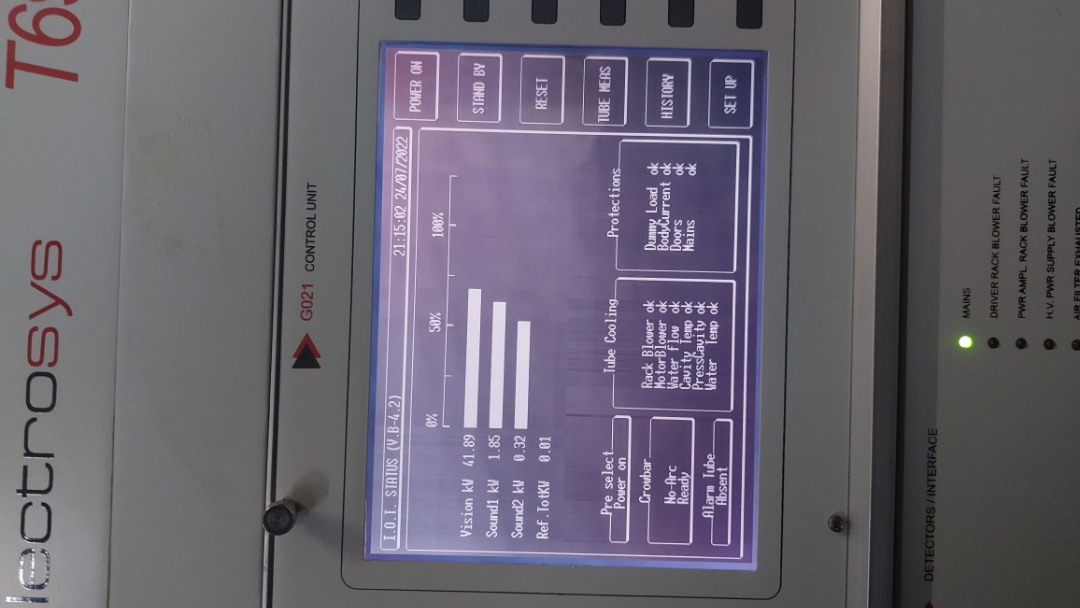 lectrosys
T6
G021 CONTROL UNIT
I.O.T. STATUS (V.B-4.2) 21:15:02 24/07/2022
0% 50% 100%
Vision kW 41.89
Sound1 kW 1.85
Sound2 kW 0.32
Ref.TotKW 0.01
Pre select
Power on
Crowbar
No-Arc
Ready
Alarm Tube
Absent
Tube Cooling
Rack Blower ok
MotorBlower ok
Water flow ok
Cavity Temp ok
PressCavity ok
Water Temp ok
Protections
Dummy Load ok
BodyCurrent ok
Doors ok
Mains ok
POWER ON
STAND BY
RESET
TUBE MEAS
HISTORY
SET UP
DETECTORS / INTERFACE
MAINS
DRIVER RACK BLOWER FAULT
PWR AMPL. RACK BLOWER FAULT
H.V. PWR SUPPLY BLOWER FAULT
AIR FILTER EXHAUSTED